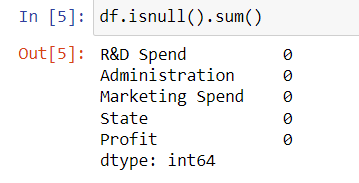 In [5]: df.isnull().sum()
Out[5]: R&D Spend 0
Administration 0
Marketing Spend 0
State 0
Profit 0
dtype: int64